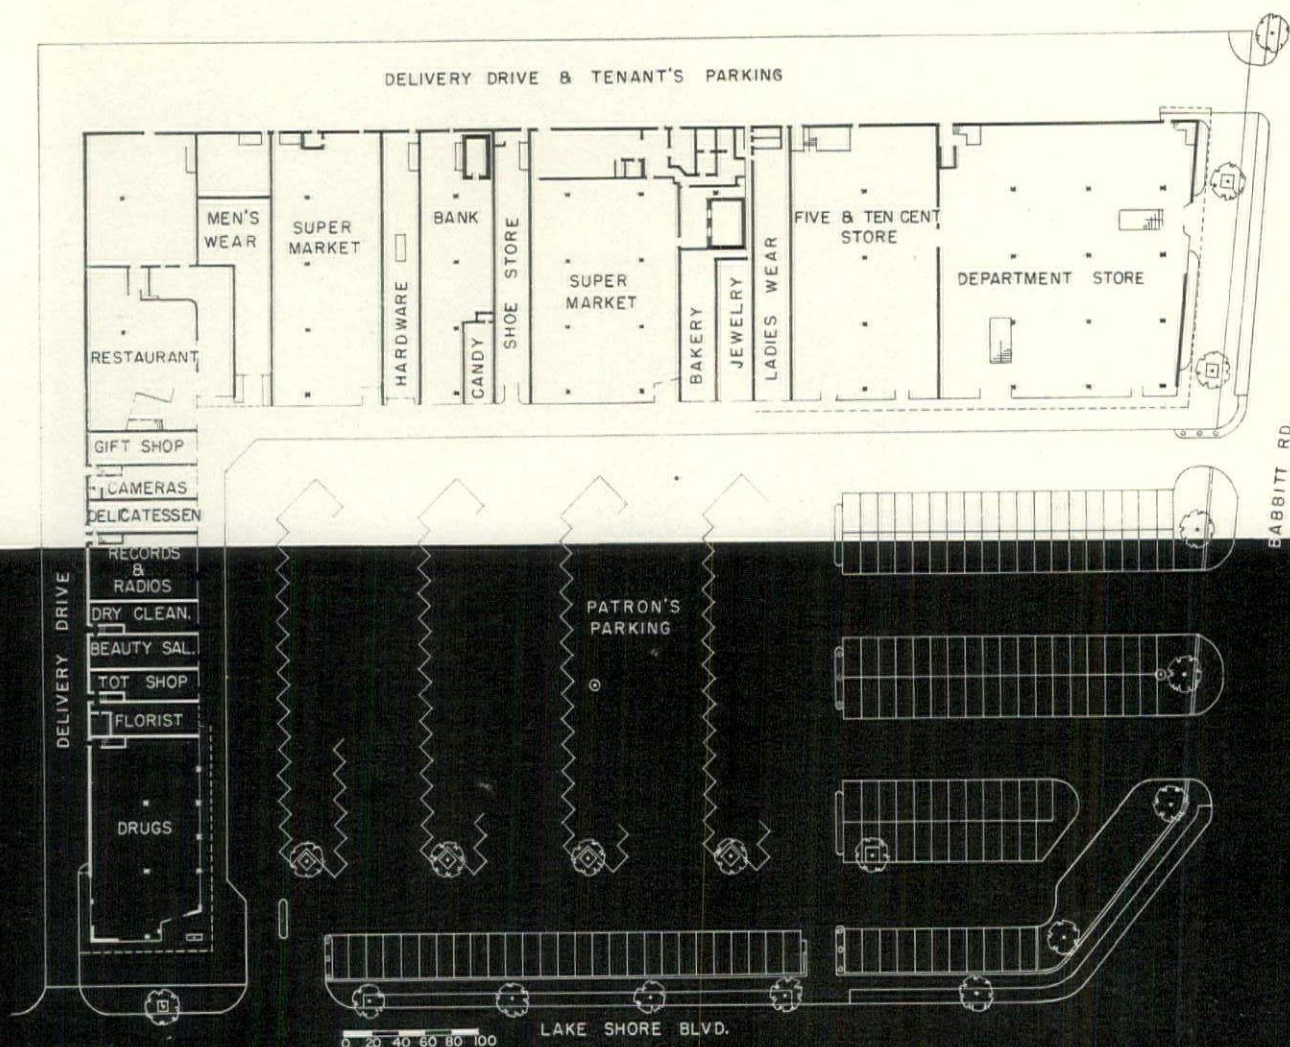 DELIVERY DRIVE & TENANT'S PARKING
MEN'S
WEAR
SUPER
MARKET
HARDWARE
BANK
CANDY
SHOE STORE
SUPER
MARKET
BAKERY
JEWELRY
LADIES WEAR
FIVE & TEN CENT
STORE
DEPARTMENT STORE
RESTAURANT
GIFT SHOP
CAMERAS
DELICATESSEN
RECORDS
&
RADIOS
DRY CLEAN.
BEAUTY SAL.
TOT SHOP
FLORIST
DRUGS
DELIVERY DRIVE
PATRON'S
PARKING
BABBITT RD.
LAKE SHORE BLVD.
0 20 40 60 80 100